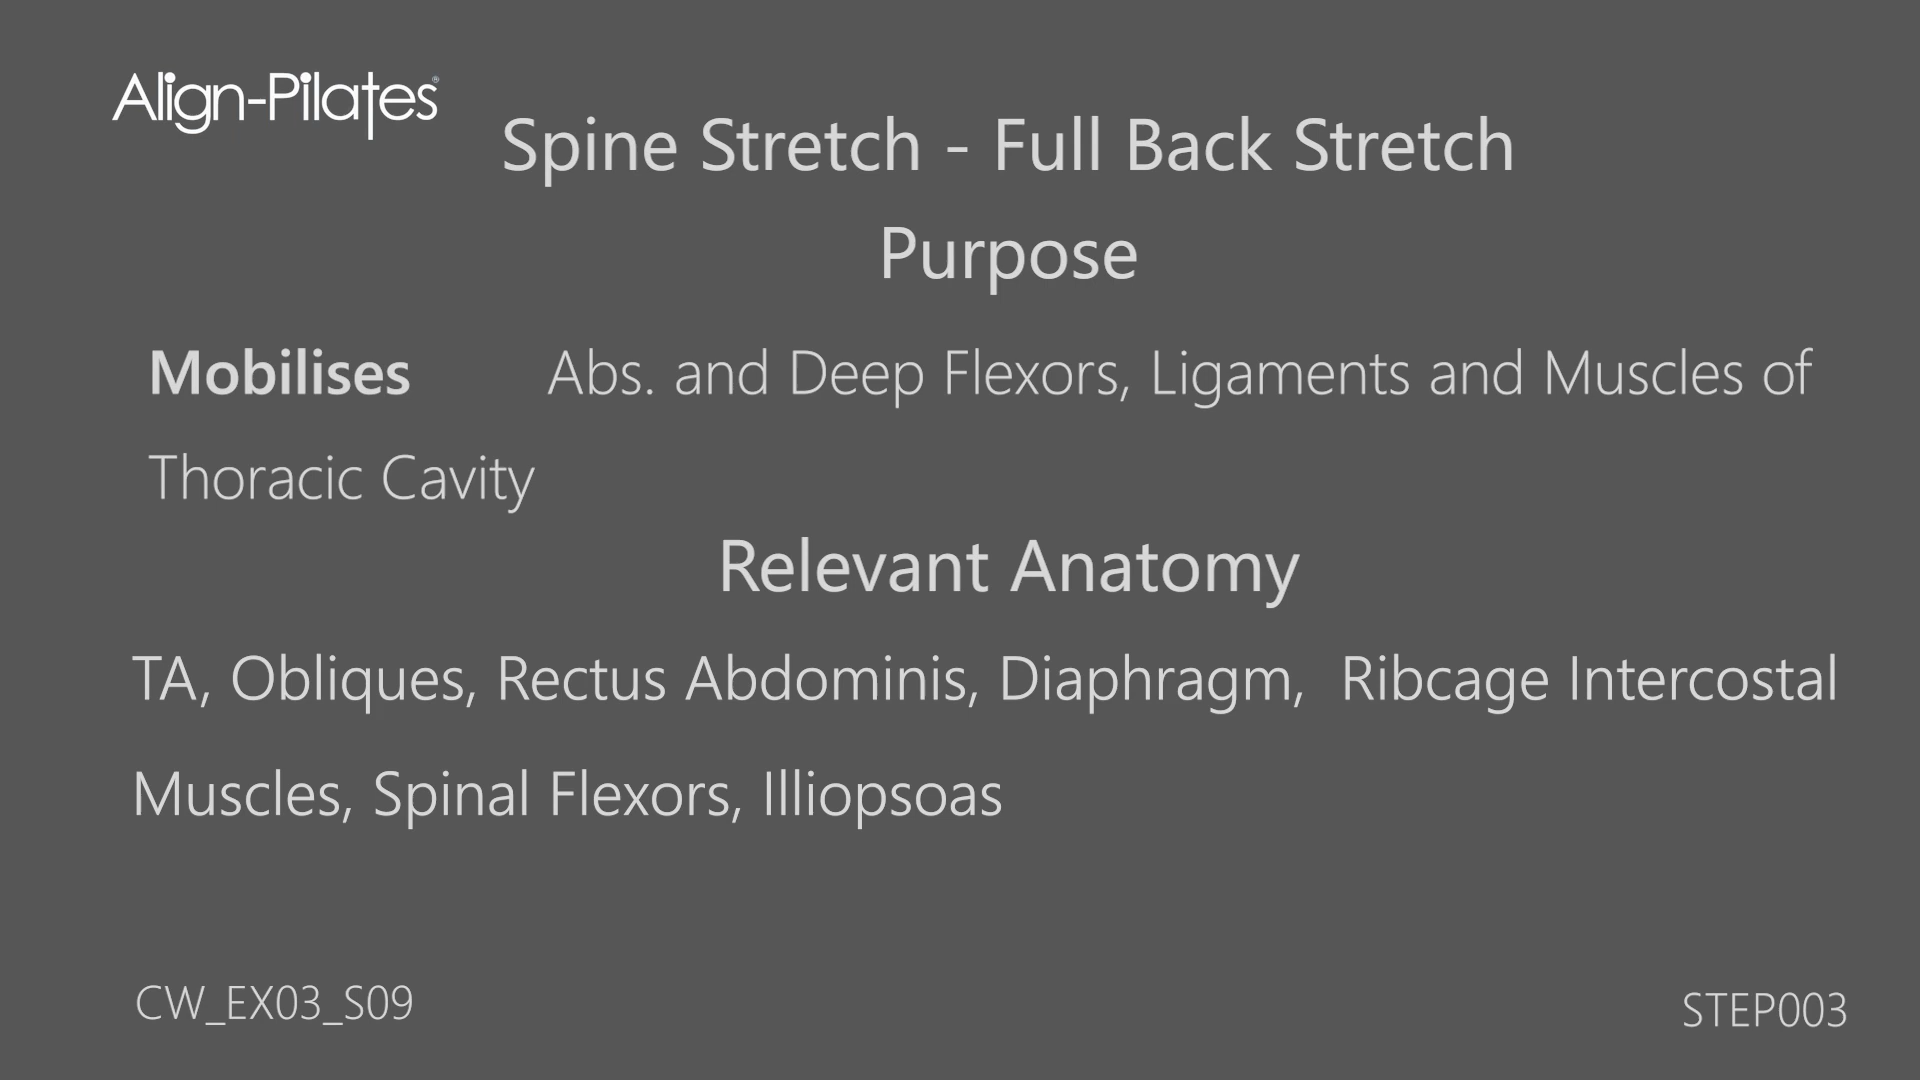 Align-Pilates®
Spine Stretch - Full Back Stretch
Purpose
Mobilises Abs. and Deep Flexors, Ligaments and Muscles of
Thoracic Cavity
Relevant Anatomy
TA, Obliques, Rectus Abdominis, Diaphragm, Ribcage Intercostal
Muscles, Spinal Flexors, Illiopsoas
CW_EX03_S09
STEP003